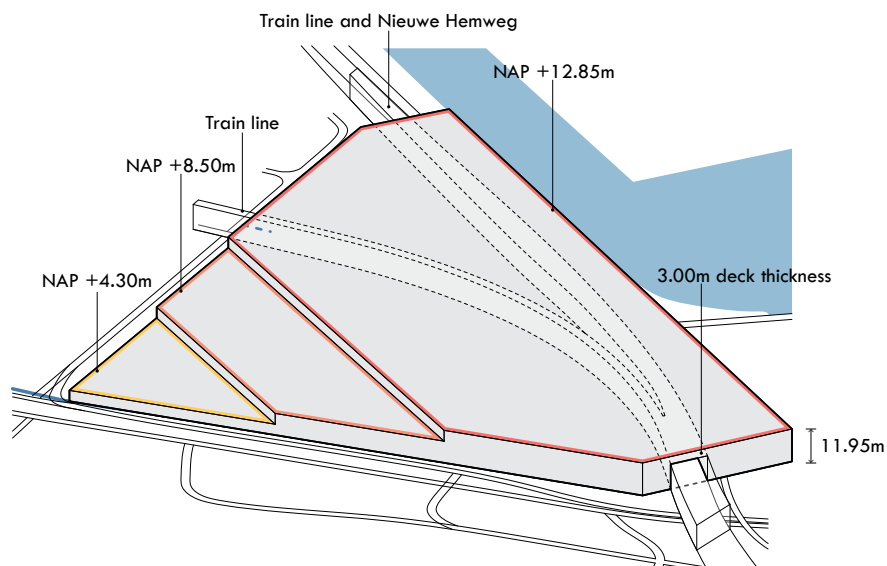 Train line and Nieuwe Hemweg
NAP +12.85m
Train line
NAP +8.50m
NAP +4.30m
3.00m deck thickness
11.95m